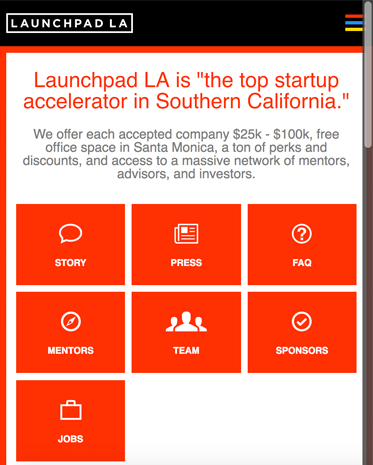 LAUNCHPAD LA
Launchpad LA is "the top startup
accelerator in Southern California."
We offer each accepted company $25k - $100k, free
office space in Santa Monica, a ton of perks and
discounts, and access to a massive network of mentors,
advisors, and investors.
STORY
PRESS
FAQ
MENTORS
TEAM
SPONSORS
JOBS